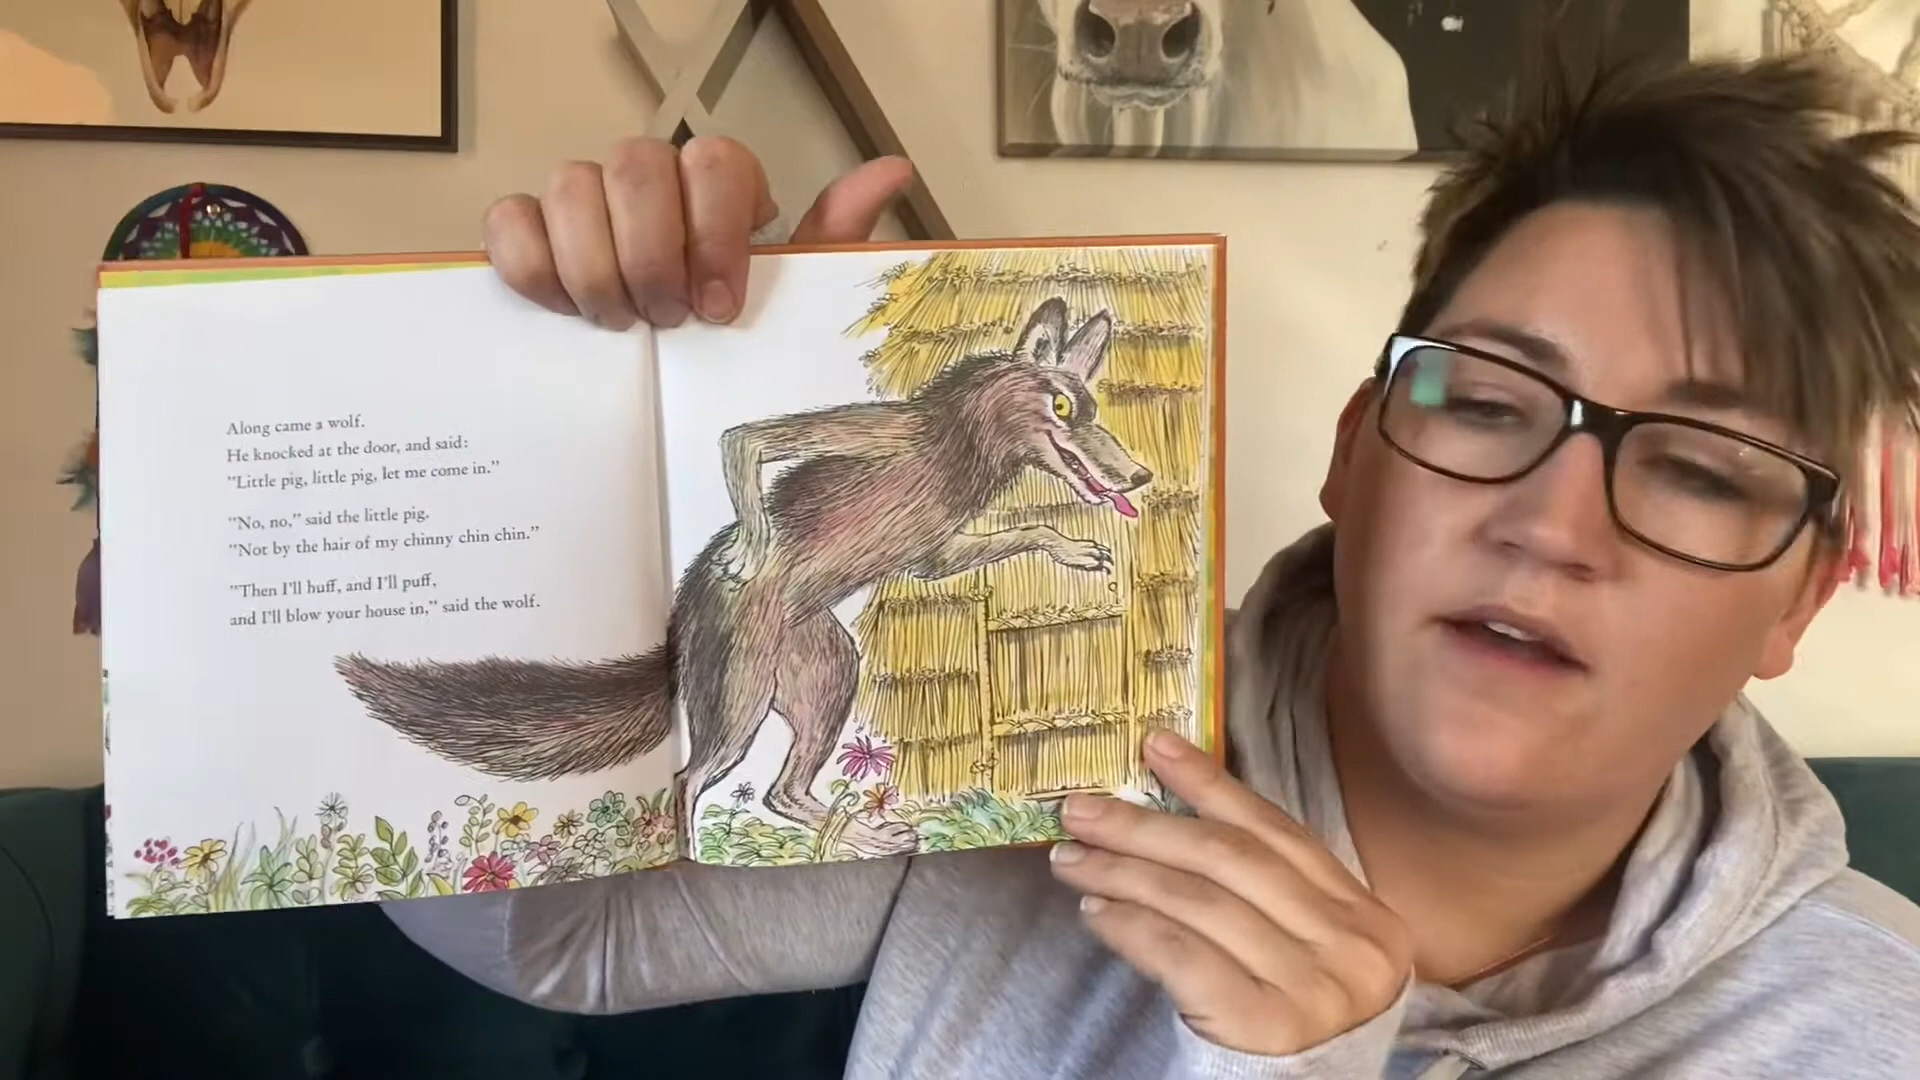 Along came a wolf.
He knocked at the door, and said:
"Little pig, little pig, let me come in."
"No, no," said the little pig.
"Not by the hair of my chinny chin chin."
"Then I'll huff, and I'll puff,
and I'll blow your house in," said the wolf.